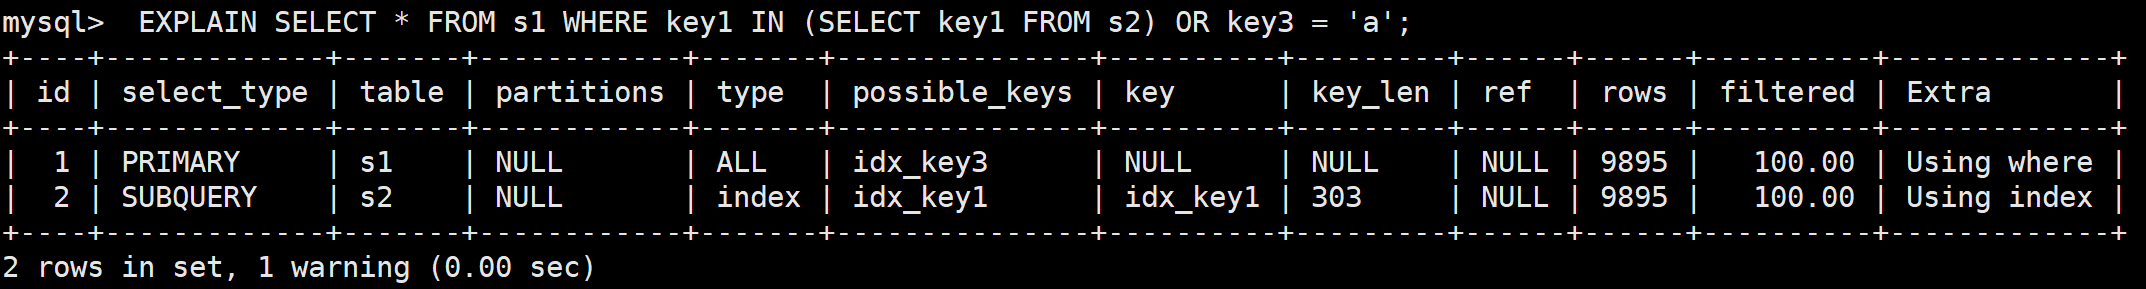 mysql>  EXPLAIN SELECT * FROM s1 WHERE key1 IN (SELECT key1 FROM s2) OR key3 = 'a';
+----+-------------+-------+------------+-------+---------------+----------+---------+------+------+----------+-------------+
| id | select_type | table | partitions | type  | possible_keys | key      | key_len | ref  | rows | filtered | Extra       |
+----+-------------+-------+------------+-------+---------------+----------+---------+------+------+----------+-------------+
|  1 | PRIMARY     | s1    | NULL       | ALL   | idx_key3      | NULL     | NULL    | NULL | 9895 |   100.00 | Using where |
|  2 | SUBQUERY    | s2    | NULL       | index | idx_key1      | idx_key1 | 303     | NULL | 9895 |   100.00 | Using index |
+----+-------------+-------+------------+-------+---------------+----------+---------+------+------+----------+-------------+
2 rows in set, 1 warning (0.00 sec)